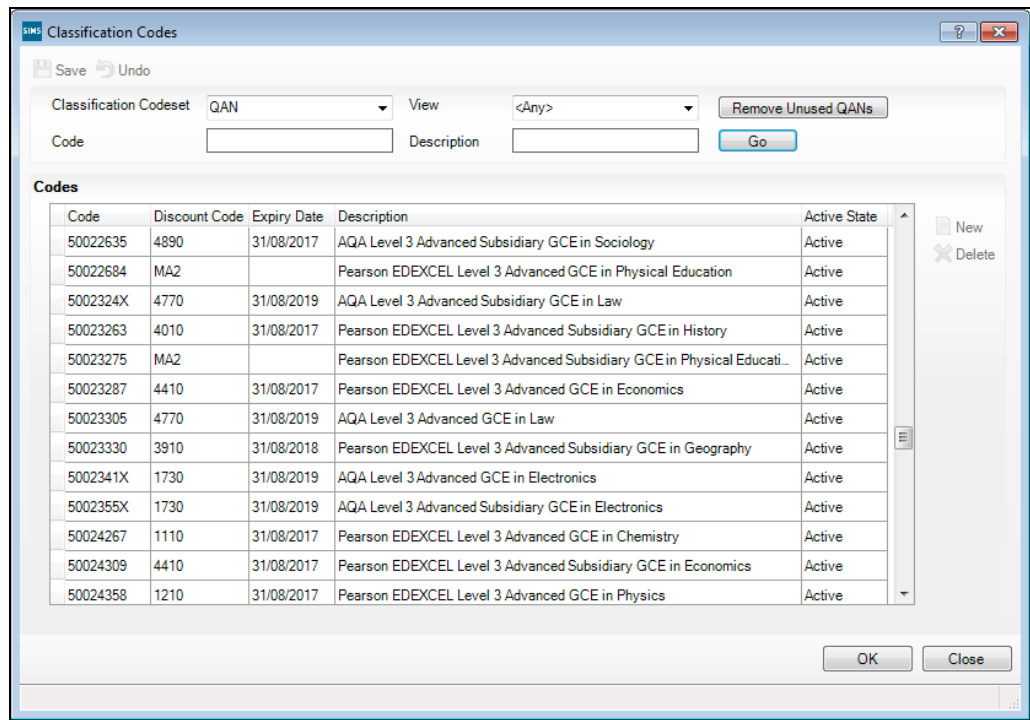 SIMS Classification Codes
Save Undo
Classification Codeset QAN View <Any> Remove Unused QANs
Code Description Go
Codes
Code Discount Code Expiry Date Description Active State
New
50022635 4890 31/08/2017 AQA Level 3 Advanced Subsidiary GCE in Sociology Active
Delete
50022684 MA2 Pearson EDEXCEL Level 3 Advanced GCE in Physical Education Active
5002324X 4770 31/08/2019 AQA Level 3 Advanced Subsidiary GCE in Law Active
50023263 4010 31/08/2017 Pearson EDEXCEL Level 3 Advanced Subsidiary GCE in History Active
50023275 MA2 Pearson EDEXCEL Level 3 Advanced Subsidiary GCE in Physical Educati... Active
50023287 4410 31/08/2017 Pearson EDEXCEL Level 3 Advanced GCE in Economics Active
50023305 4770 31/08/2019 AQA Level 3 Advanced GCE in Law Active
50023330 3910 31/08/2018 Pearson EDEXCEL Level 3 Advanced Subsidiary GCE in Geography Active
5002341X 1730 31/08/2019 AQA Level 3 Advanced GCE in Electronics Active
5002355X 1730 31/08/2019 AQA Level 3 Advanced Subsidiary GCE in Electronics Active
50024267 1110 31/08/2017 Pearson EDEXCEL Level 3 Advanced GCE in Chemistry Active
50024309 4410 31/08/2017 Pearson EDEXCEL Level 3 Advanced Subsidiary GCE in Economics Active
50024358 1210 31/08/2017 Pearson EDEXCEL Level 3 Advanced GCE in Physics Active
OK Close